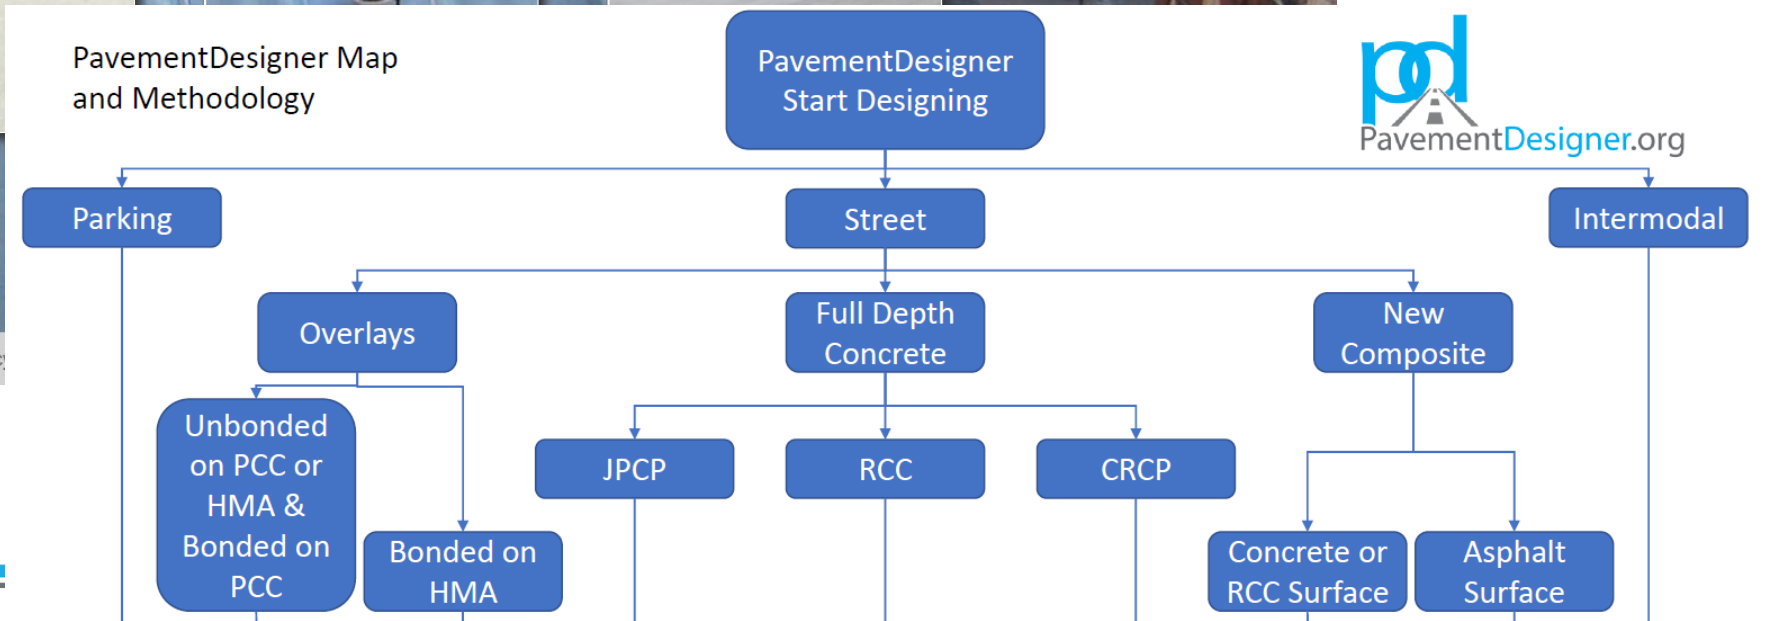 PavementDesigner Map
and Methodology
PavementDesigner
Start Designing
pd
PavementDesigner.org
Parking
Street
Intermodal
Overlays
Full Depth
Concrete
New
Composite
Unbonded
on PCC or
HMA &
Bonded on
PCC
Bonded on
HMA
JPCP
RCC
CRCP
Concrete or
RCC Surface
Asphalt
Surface